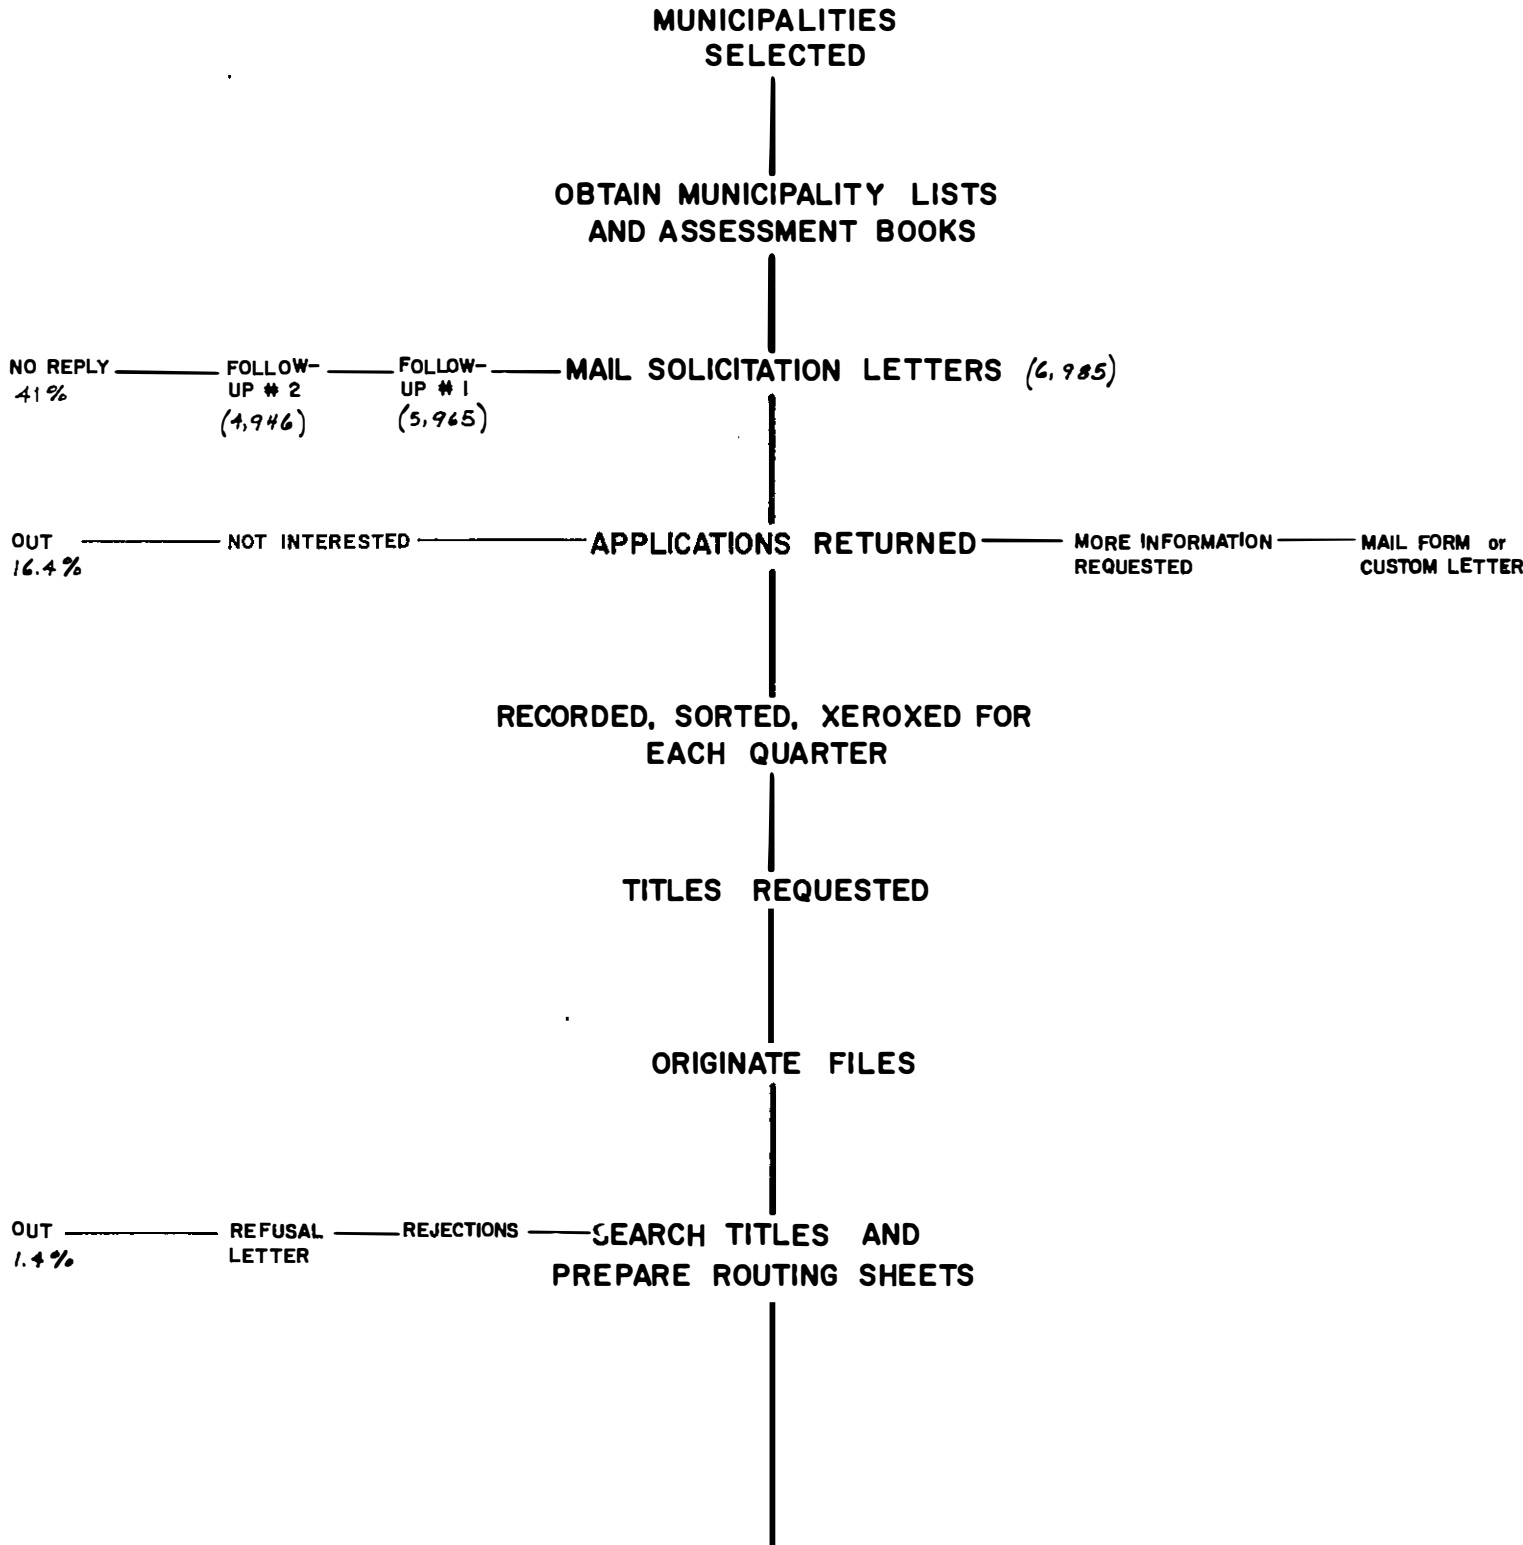 MUNICIPALITIES
SELECTED
OBTAIN MUNICIPALITY LISTS
AND ASSESSMENT BOOKS
NO REPLY
41%
FOLLOW-
UP # 2
(4,946)
FOLLOW-
UP # 1
(5,965)
MAIL SOLICITATION LETTERS (6,985)
OUT
16.4%
NOT INTERESTED
APPLICATIONS RETURNED
MORE INFORMATION
REQUESTED
MAIL FORM or
CUSTOM LETTER
RECORDED, SORTED, XEROXED FOR
EACH QUARTER
TITLES REQUESTED
ORIGINATE FILES
OUT
1.4%
REFUSAL
LETTER
REJECTIONS
SEARCH TITLES AND
PREPARE ROUTING SHEETS